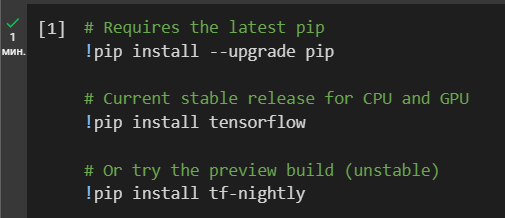 [1] # Requires the latest pip
1 !pip install --upgrade pip
мин.
# Current stable release for CPU and GPU
!pip install tensorflow
# Or try the preview build (unstable)
!pip install tf-nightly